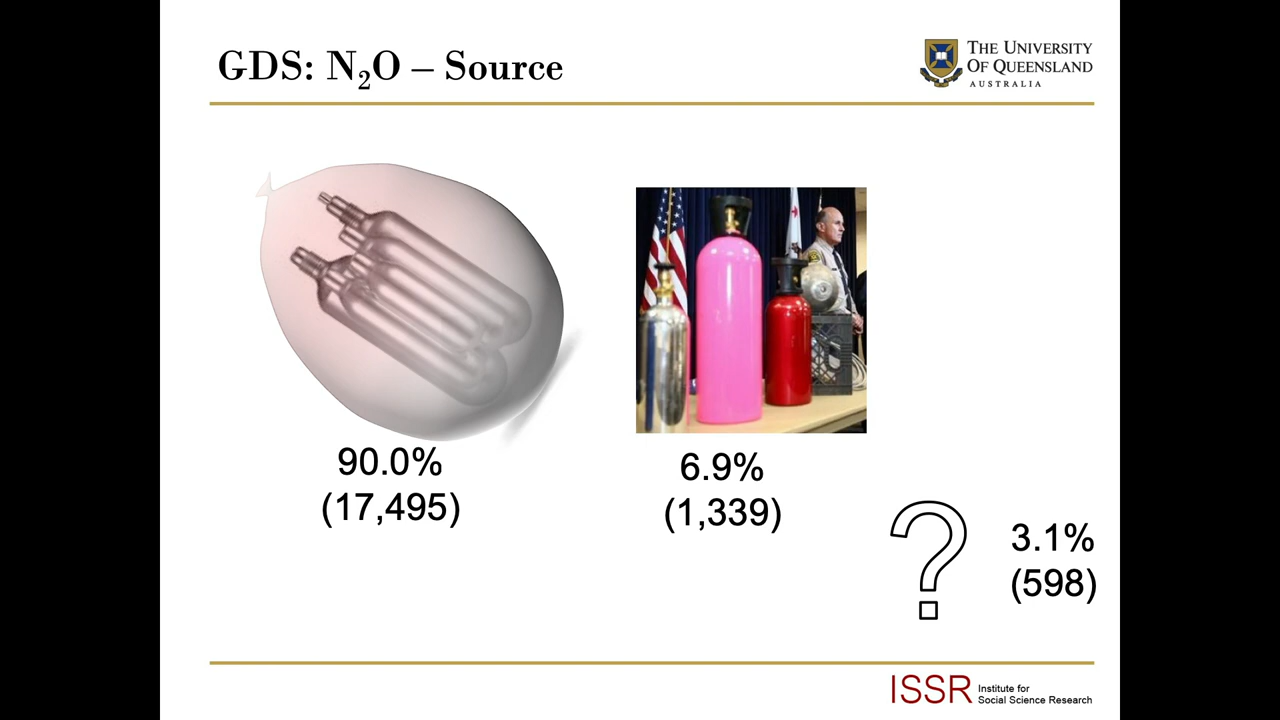 GDS: N₂O – Source
THE UNIVERSITY
OF QUEENSLAND
AUSTRALIA
90.0%
(17,495)
6.9%
(1,339)
?
3.1%
(598)
ISSR
Institute for
Social Science Research